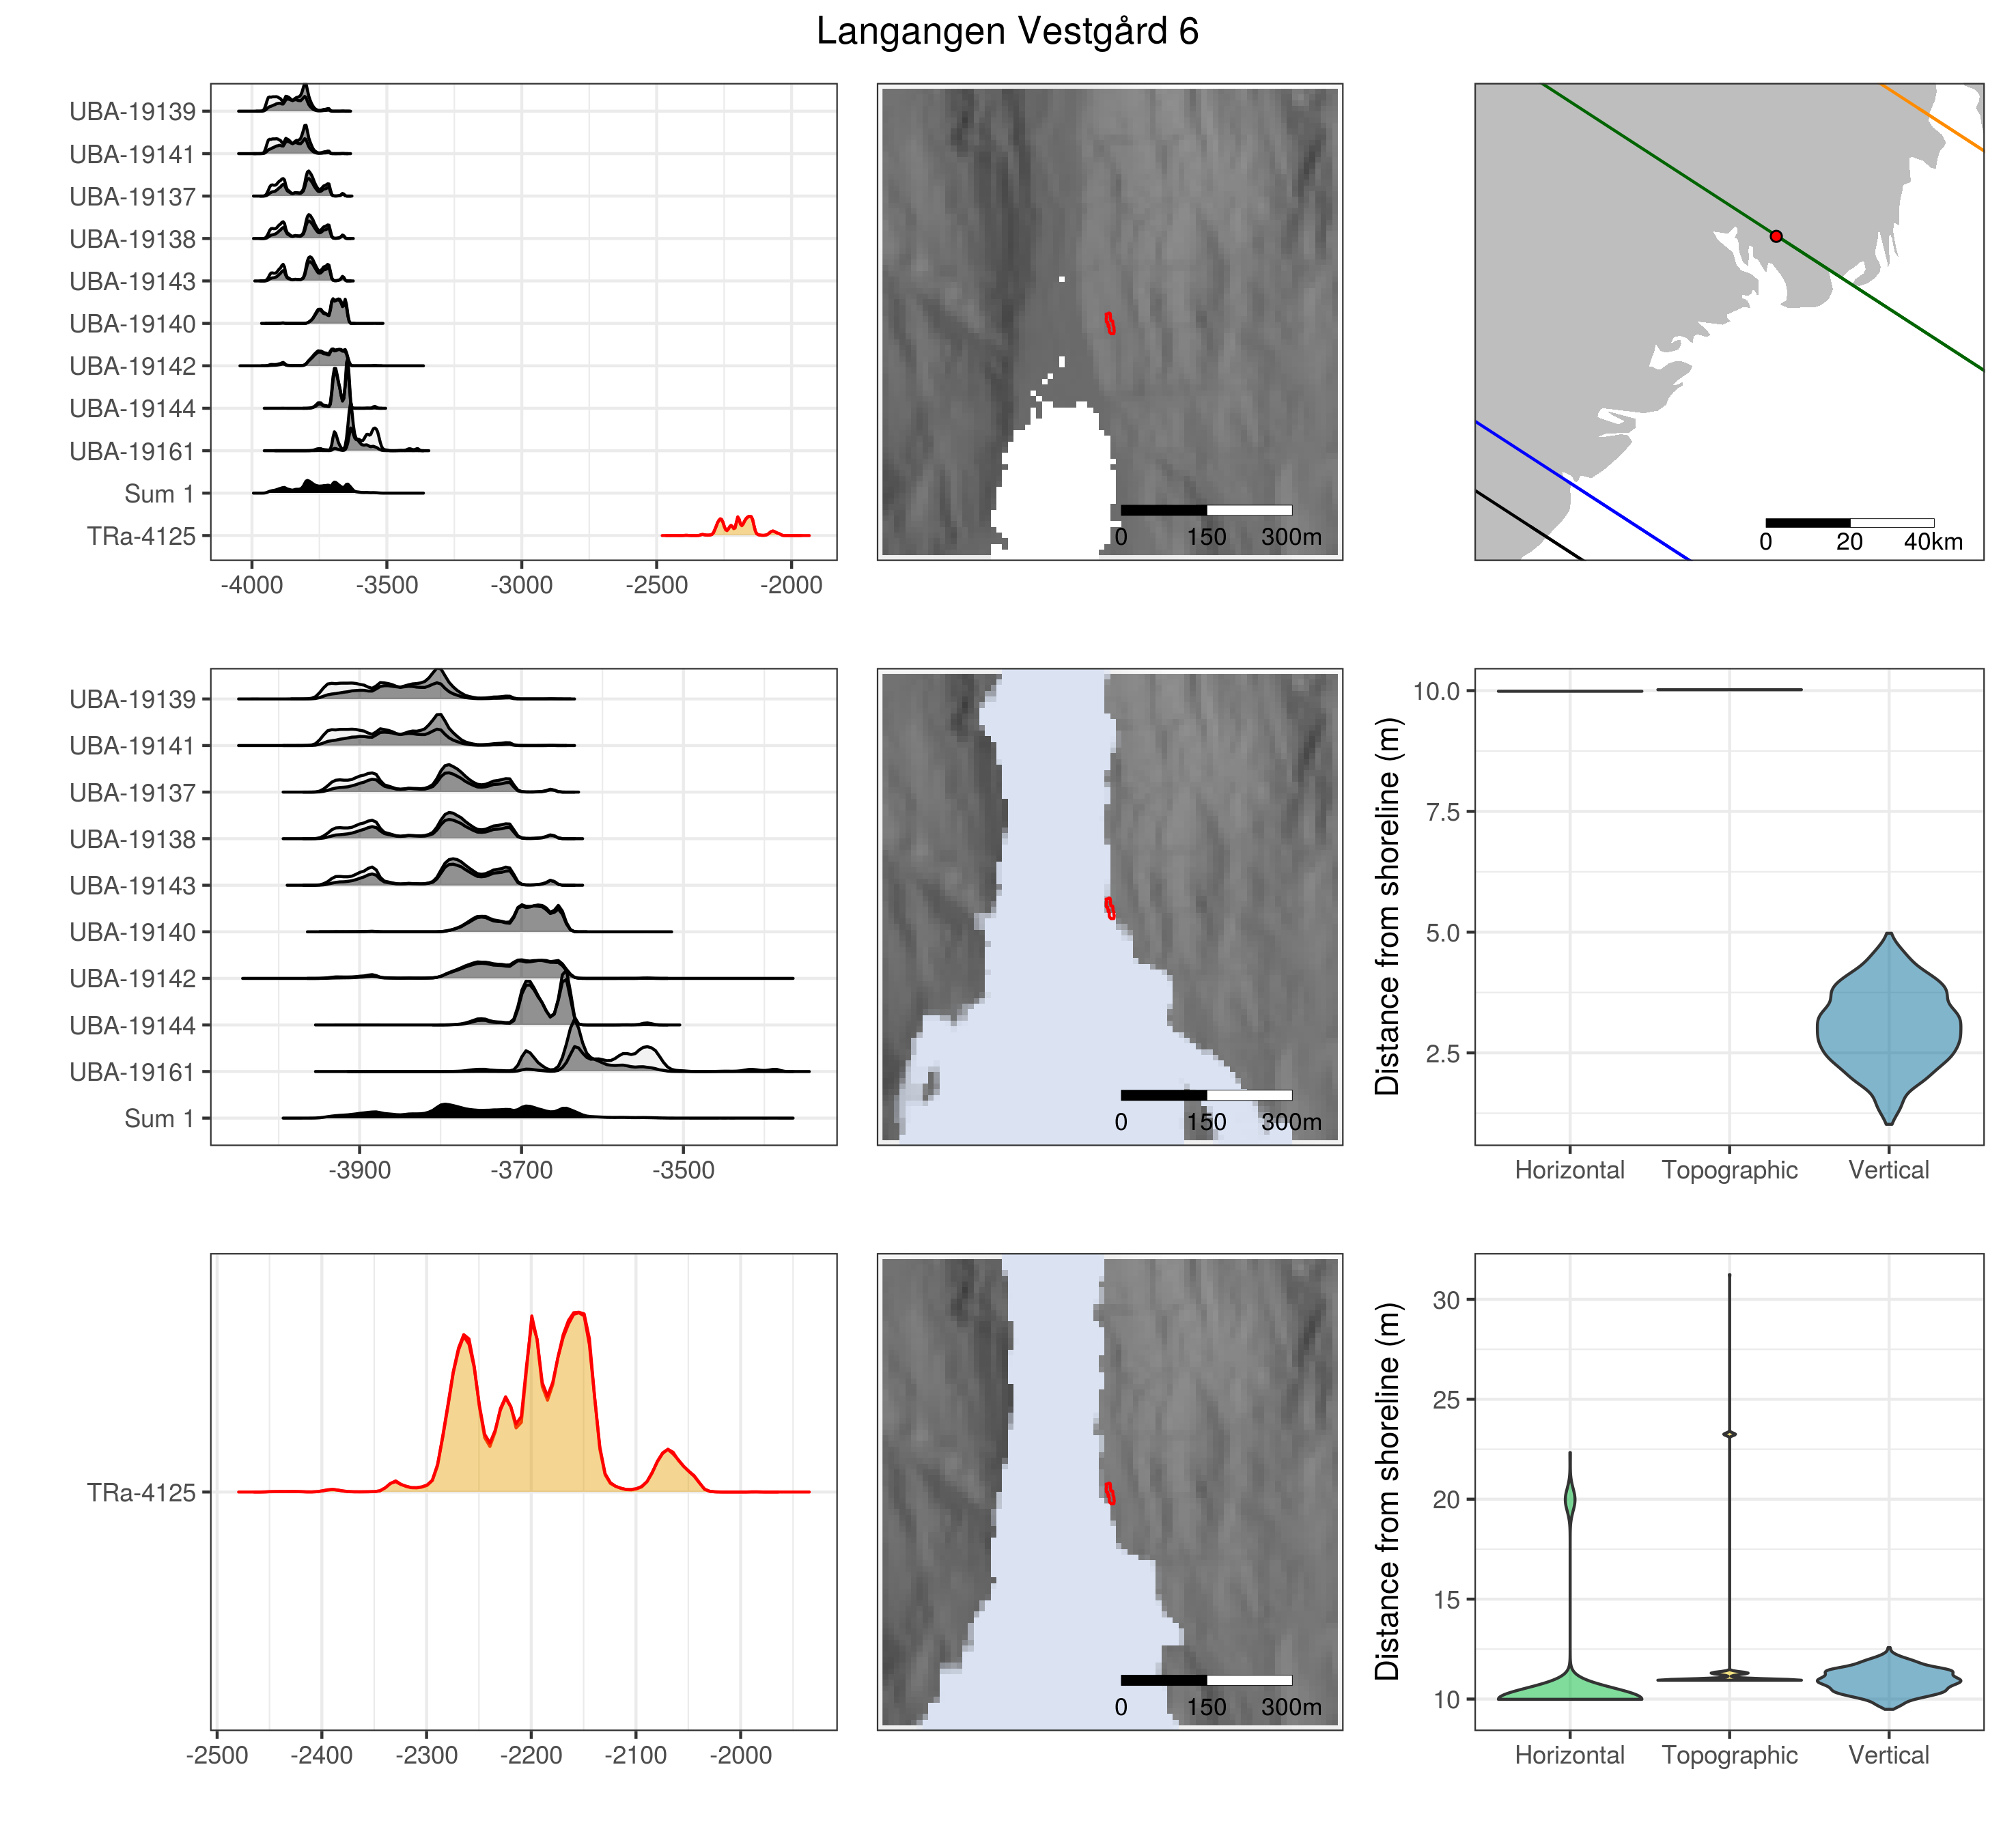 Langangen Vestgård 6
UBA-19139
UBA-19141
UBA-19137
UBA-19138
UBA-19143
UBA-19140
UBA-19142
UBA-19144
UBA-19161
Sum 1
TRa-4125
-4000 -3500 -3000 -2500 -2000
0 150 300m
0 20 40km
UBA-19139
UBA-19141
UBA-19137
UBA-19138
UBA-19143
UBA-19140
UBA-19142
UBA-19144
UBA-19161
Sum 1
-3900 -3700 -3500
0 150 300m
Distance from shoreline (m)
10.0
7.5
5.0
2.5
Horizontal Topographic Vertical
TRa-4125
-2500 -2400 -2300 -2200 -2100 -2000
0 150 300m
Distance from shoreline (m)
30
25
20
15
10
Horizontal Topographic Vertical